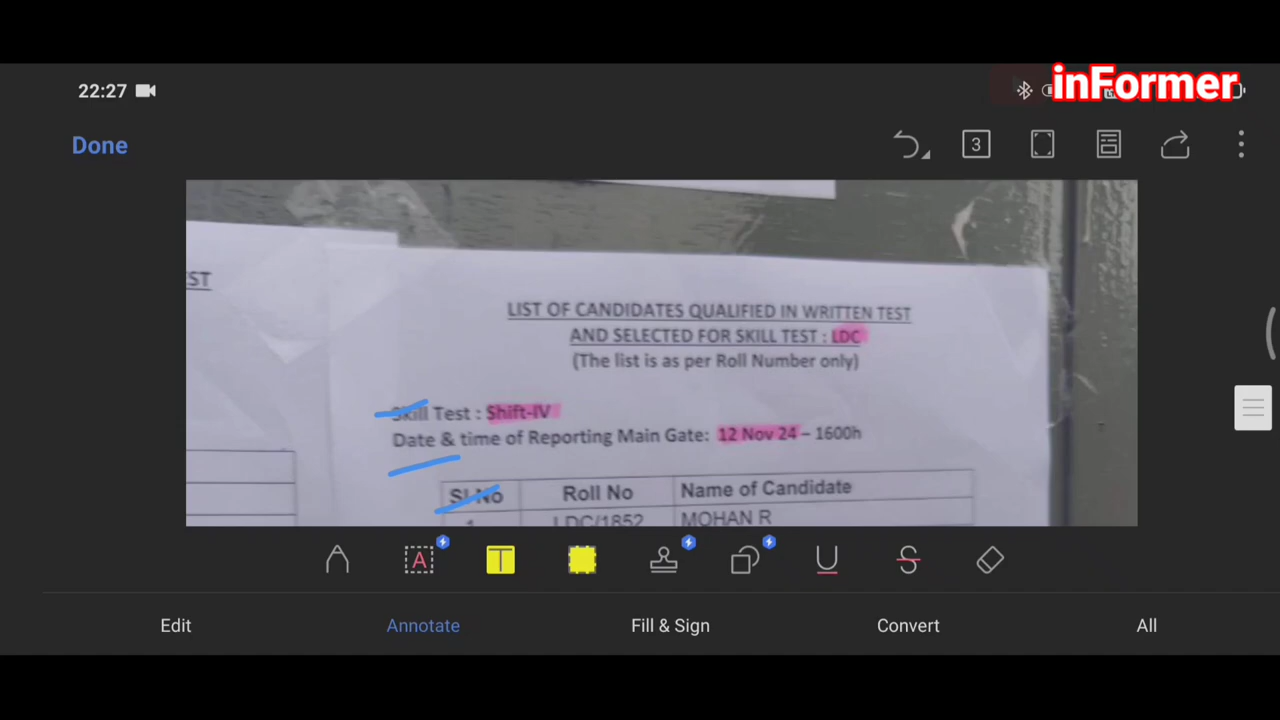 22:27
inFormer
Done
3
ST
LIST OF CANDIDATES QUALIFIED IN WRITTEN TEST
AND SELECTED FOR SKILL TEST : LDC
(The list is as per Roll Number only)
Skill Test : Shift-IV
Date & time of Reporting Main Gate: 12 Nov 24 – 1600h
Sl No Roll No Name of Candidate
1 LDC/1852 MOHAN R
A T U S
Edit Annotate Fill & Sign Convert All